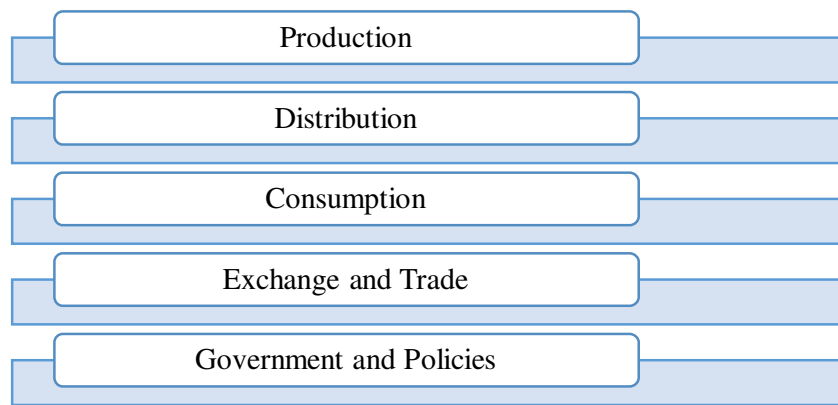 Production
Distribution
Consumption
Exchange and Trade
Government and Policies